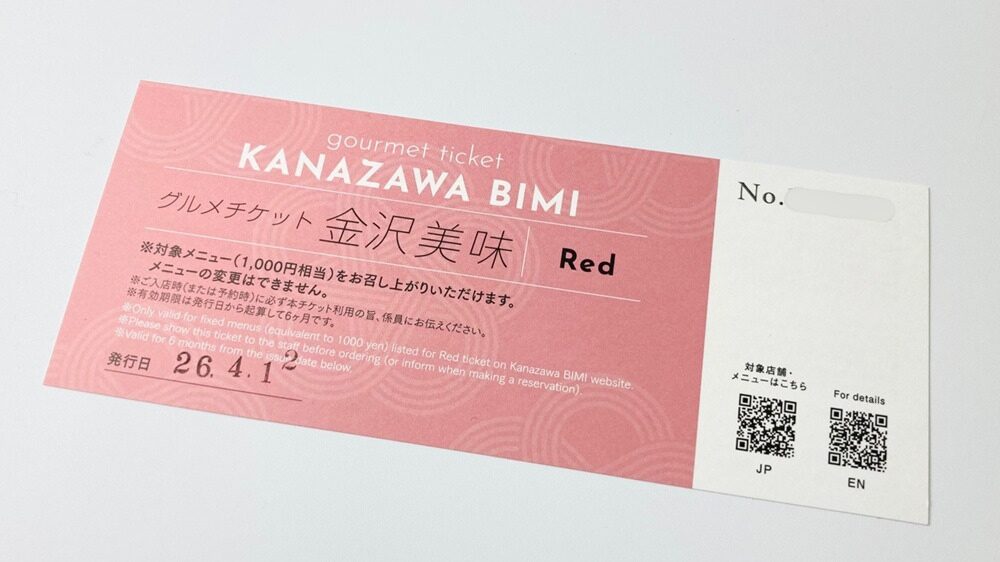 gourmet ticket
KANAZAWA BIMI
グルメチケット 金沢美味 Red
※対象メニュー(1,000円相当)をお召し上がりいただけます。
メニューの変更はできません。
※ご入店時(または予約時)に必ず本チケット利用の旨、係員にお伝えください。
※有効期限は発行日から起算して6ヶ月です。
※Only valid for fixed menus (equivalent to 1000 yen) listed for Red ticket on Kanazawa BIMI website.
※Please show this ticket to the staff before ordering (or inform when making a reservation).
※Valid for 6 months from the issue date below.
発行日 26.4.12
No.
対象店舗・
メニューはこちら
JP
For details
EN